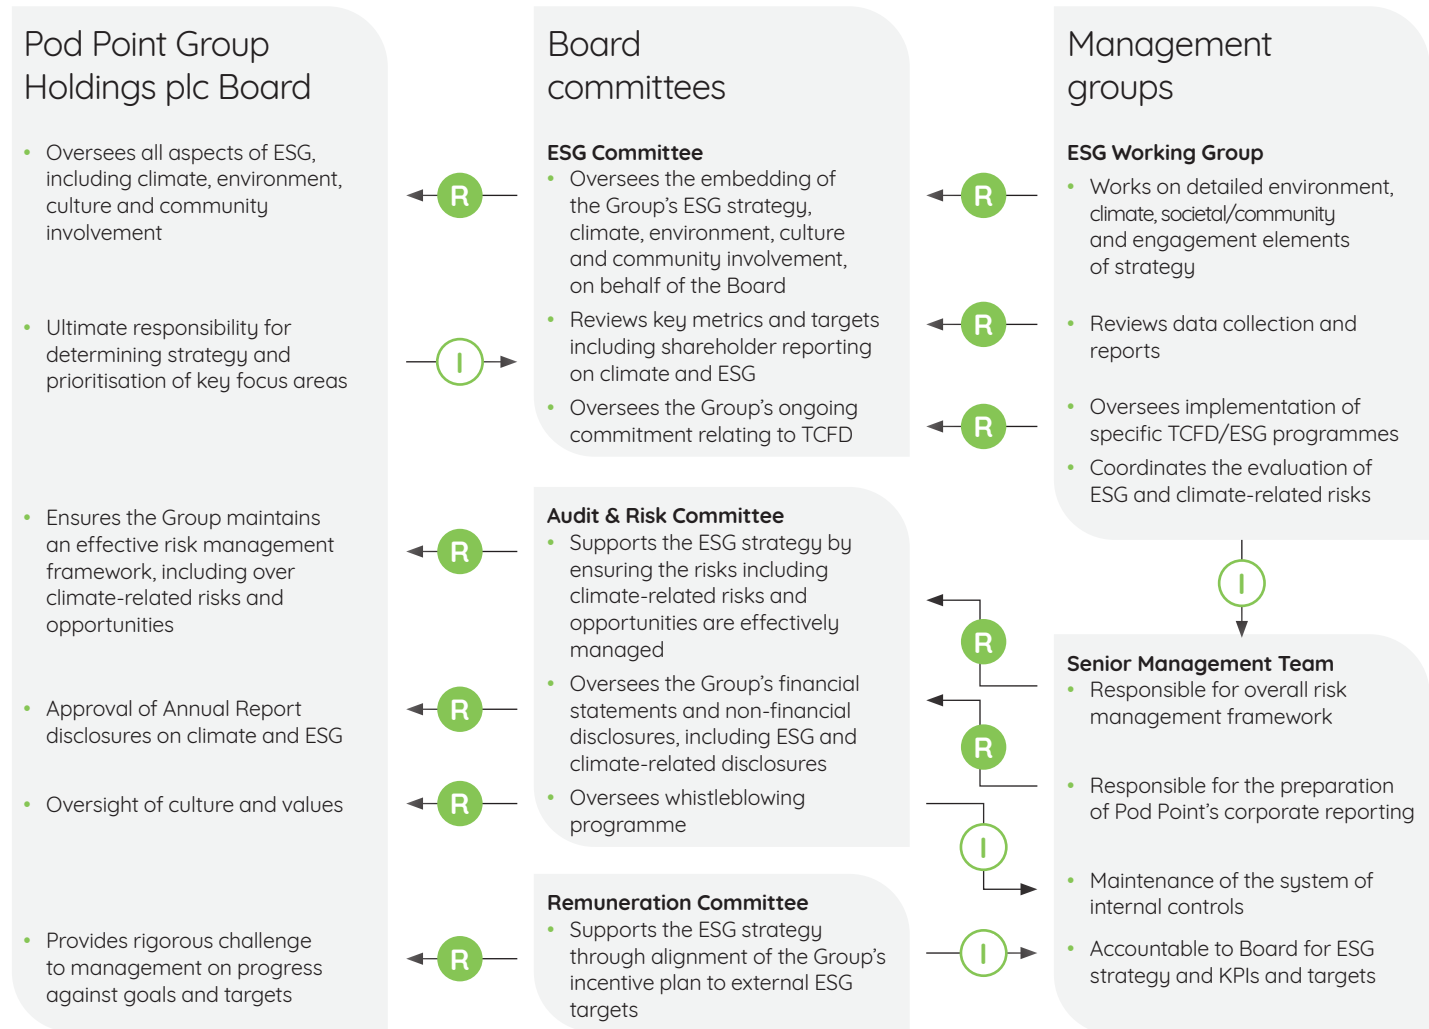 Pod Point Group
Holdings plc Board
• Oversees all aspects of ESG,
including climate, environment,
culture and community
involvement
• Ultimate responsibility for
determining strategy and
prioritisation of key focus areas
• Ensures the Group maintains
an effective risk management
framework, including over
climate-related risks and
opportunities
• Approval of Annual Report
disclosures on climate and ESG
• Oversight of culture and values
• Provides rigorous challenge
to management on progress
against goals and targets
R
I
R
R
R
R
Board
committees
ESG Committee
• Oversees the embedding of
the Group’s ESG strategy,
climate, environment, culture
and community involvement,
on behalf of the Board
• Reviews key metrics and targets
including shareholder reporting
on climate and ESG
• Oversees the Group’s ongoing
commitment relating to TCFD
Audit & Risk Committee
• Supports the ESG strategy by
ensuring the risks including
climate-related risks and
opportunities are effectively
managed
• Oversees the Group’s financial
statements and non-financial
disclosures, including ESG and
climate-related disclosures
• Oversees whistleblowing
programme
Remuneration Committee
• Supports the ESG strategy
through alignment of the Group’s
incentive plan to external ESG
targets
R
R
R
R
R
I
I
Management
groups
ESG Working Group
• Works on detailed environment,
climate, societal/community
and engagement elements
of strategy
• Reviews data collection and
reports
• Oversees implementation of
specific TCFD/ESG programmes
• Coordinates the evaluation of
ESG and climate-related risks
I
Senior Management Team
• Responsible for overall risk
management framework
• Responsible for the preparation
of Pod Point’s corporate reporting
• Maintenance of the system of
internal controls
• Accountable to Board for ESG
strategy and KPIs and targets